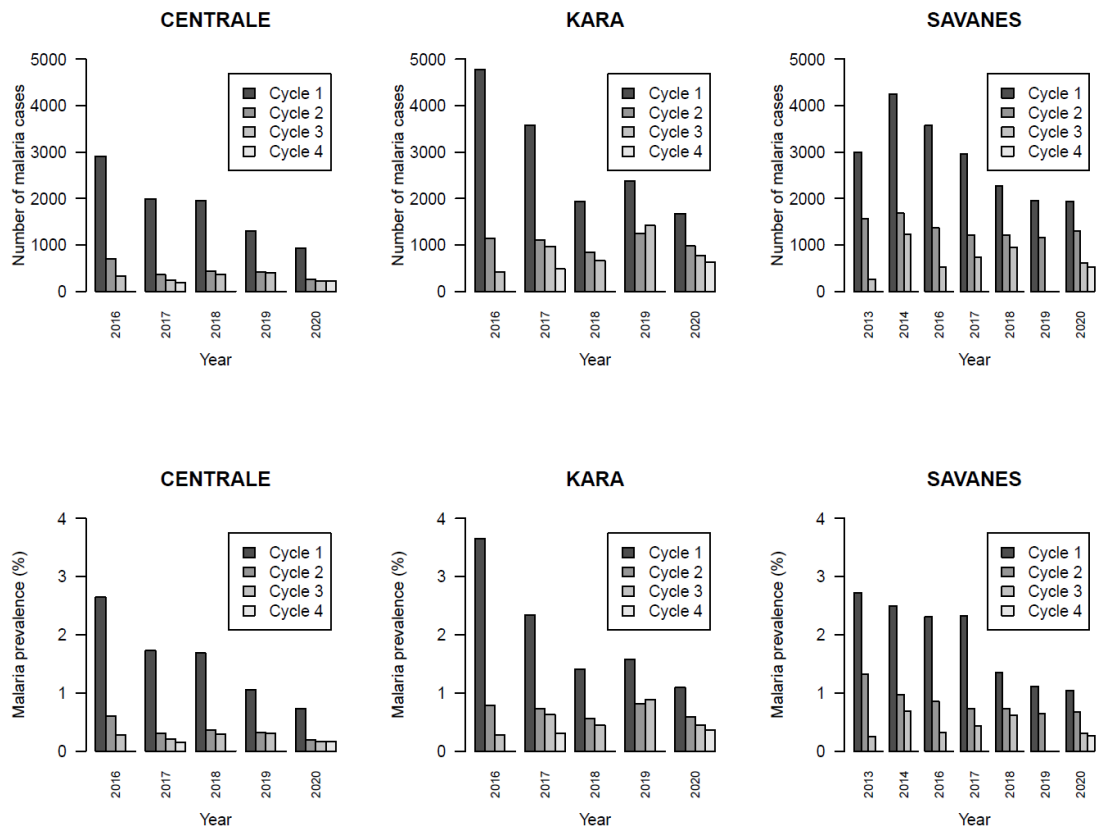 CENTRALE
Number of malaria cases
5000
4000
3000
2000
1000
0
Cycle 1
Cycle 2
Cycle 3
Cycle 4
2016
2017
2018
2019
2020
Year
KARA
Number of malaria cases
5000
4000
3000
2000
1000
0
Cycle 1
Cycle 2
Cycle 3
Cycle 4
2016
2017
2018
2019
2020
Year
SAVANES
Number of malaria cases
5000
4000
3000
2000
1000
0
Cycle 1
Cycle 2
Cycle 3
Cycle 4
2013
2014
2016
2017
2018
2019
2020
Year
CENTRALE
Malaria prevalence (%)
4
3
2
1
0
Cycle 1
Cycle 2
Cycle 3
Cycle 4
2016
2017
2018
2019
2020
Year
KARA
Malaria prevalence (%)
4
3
2
1
0
Cycle 1
Cycle 2
Cycle 3
Cycle 4
2016
2017
2018
2019
2020
Year
SAVANES
Malaria prevalence (%)
4
3
2
1
0
Cycle 1
Cycle 2
Cycle 3
Cycle 4
2013
2014
2016
2017
2018
2019
2020
Year